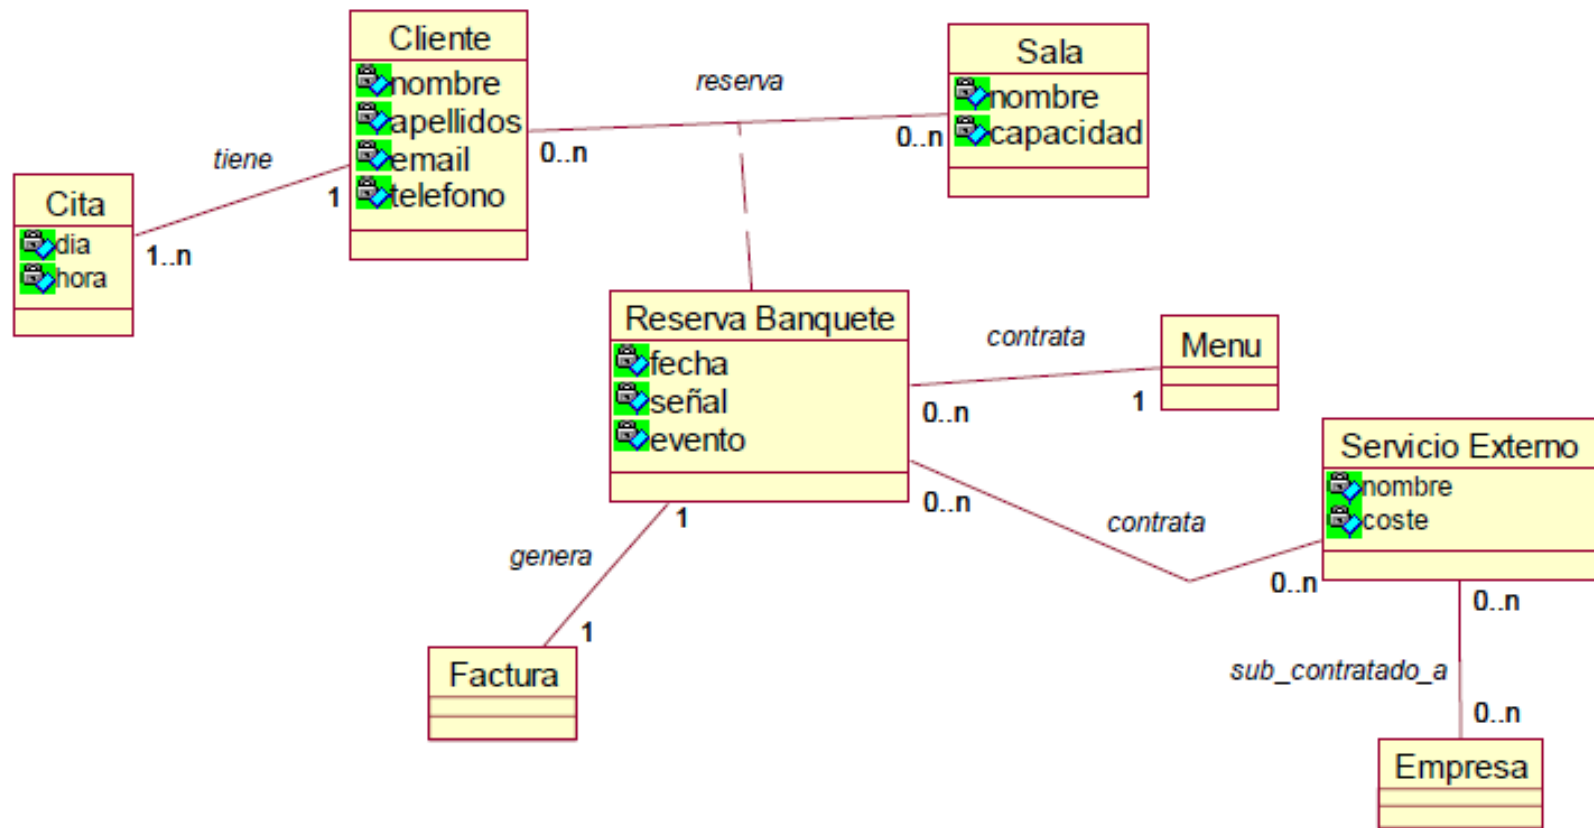 Cliente
nombre
apellidos
email
telefono
reserva
0..n
0..n
Sala
nombre
capacidad
tiene
1
1..n
Cita
dia
hora
Reserva Banquete
fecha
señal
evento
contrata
0..n
1
Menu
Servicio Externo
nombre
coste
0..n
contrata
0..n
1
genera
1
Factura
0..n
sub_contratado_a
0..n
Empresa